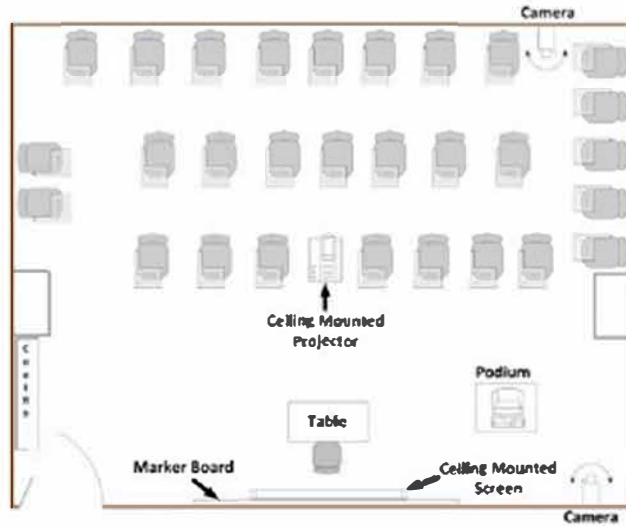 Camera
Ceiling Mounted
Projector
Podium
Table
Marker Board
Ceiling Mounted
Screen
Camera